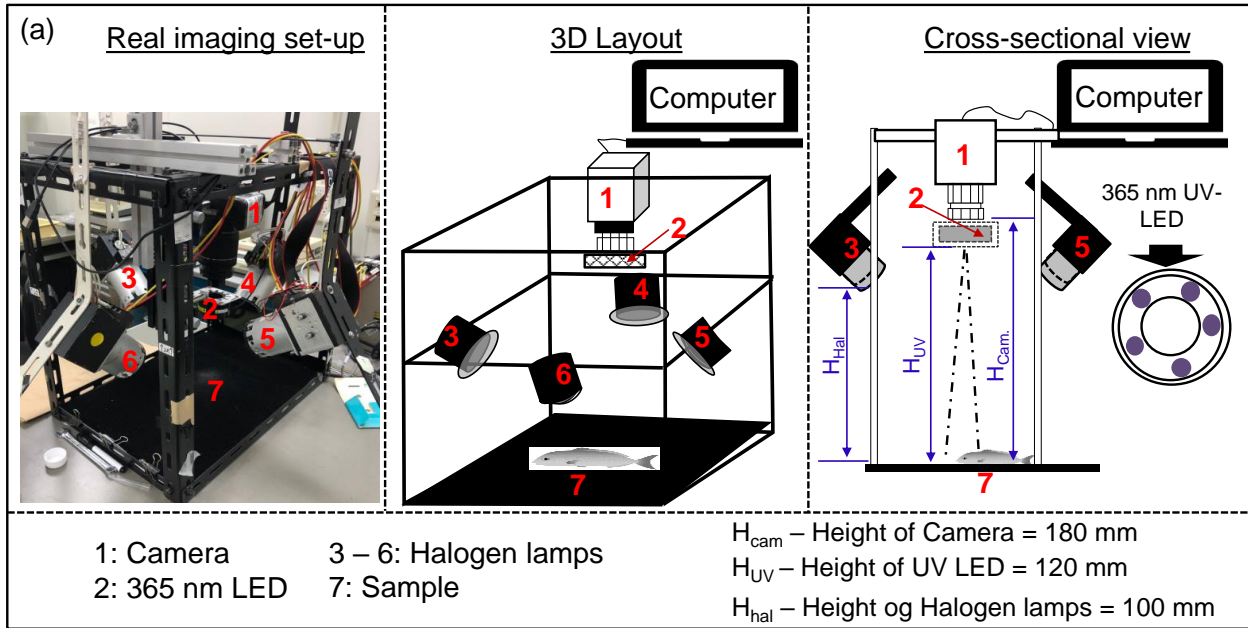 (a)
Real imaging set-up
3D Layout
Cross-sectional view
1
3
4
2
5
6
7
Computer
1
2
4
3
5
6
7
Computer
1
2
3
5
365 nm UV-
LED
H_Hal
H_UV
H_Cam.
7
1: Camera
2: 365 nm LED
3 – 6: Halogen lamps
7: Sample
H_cam – Height of Camera = 180 mm
H_UV – Height of UV LED = 120 mm
H_hal – Height og Halogen lamps = 100 mm